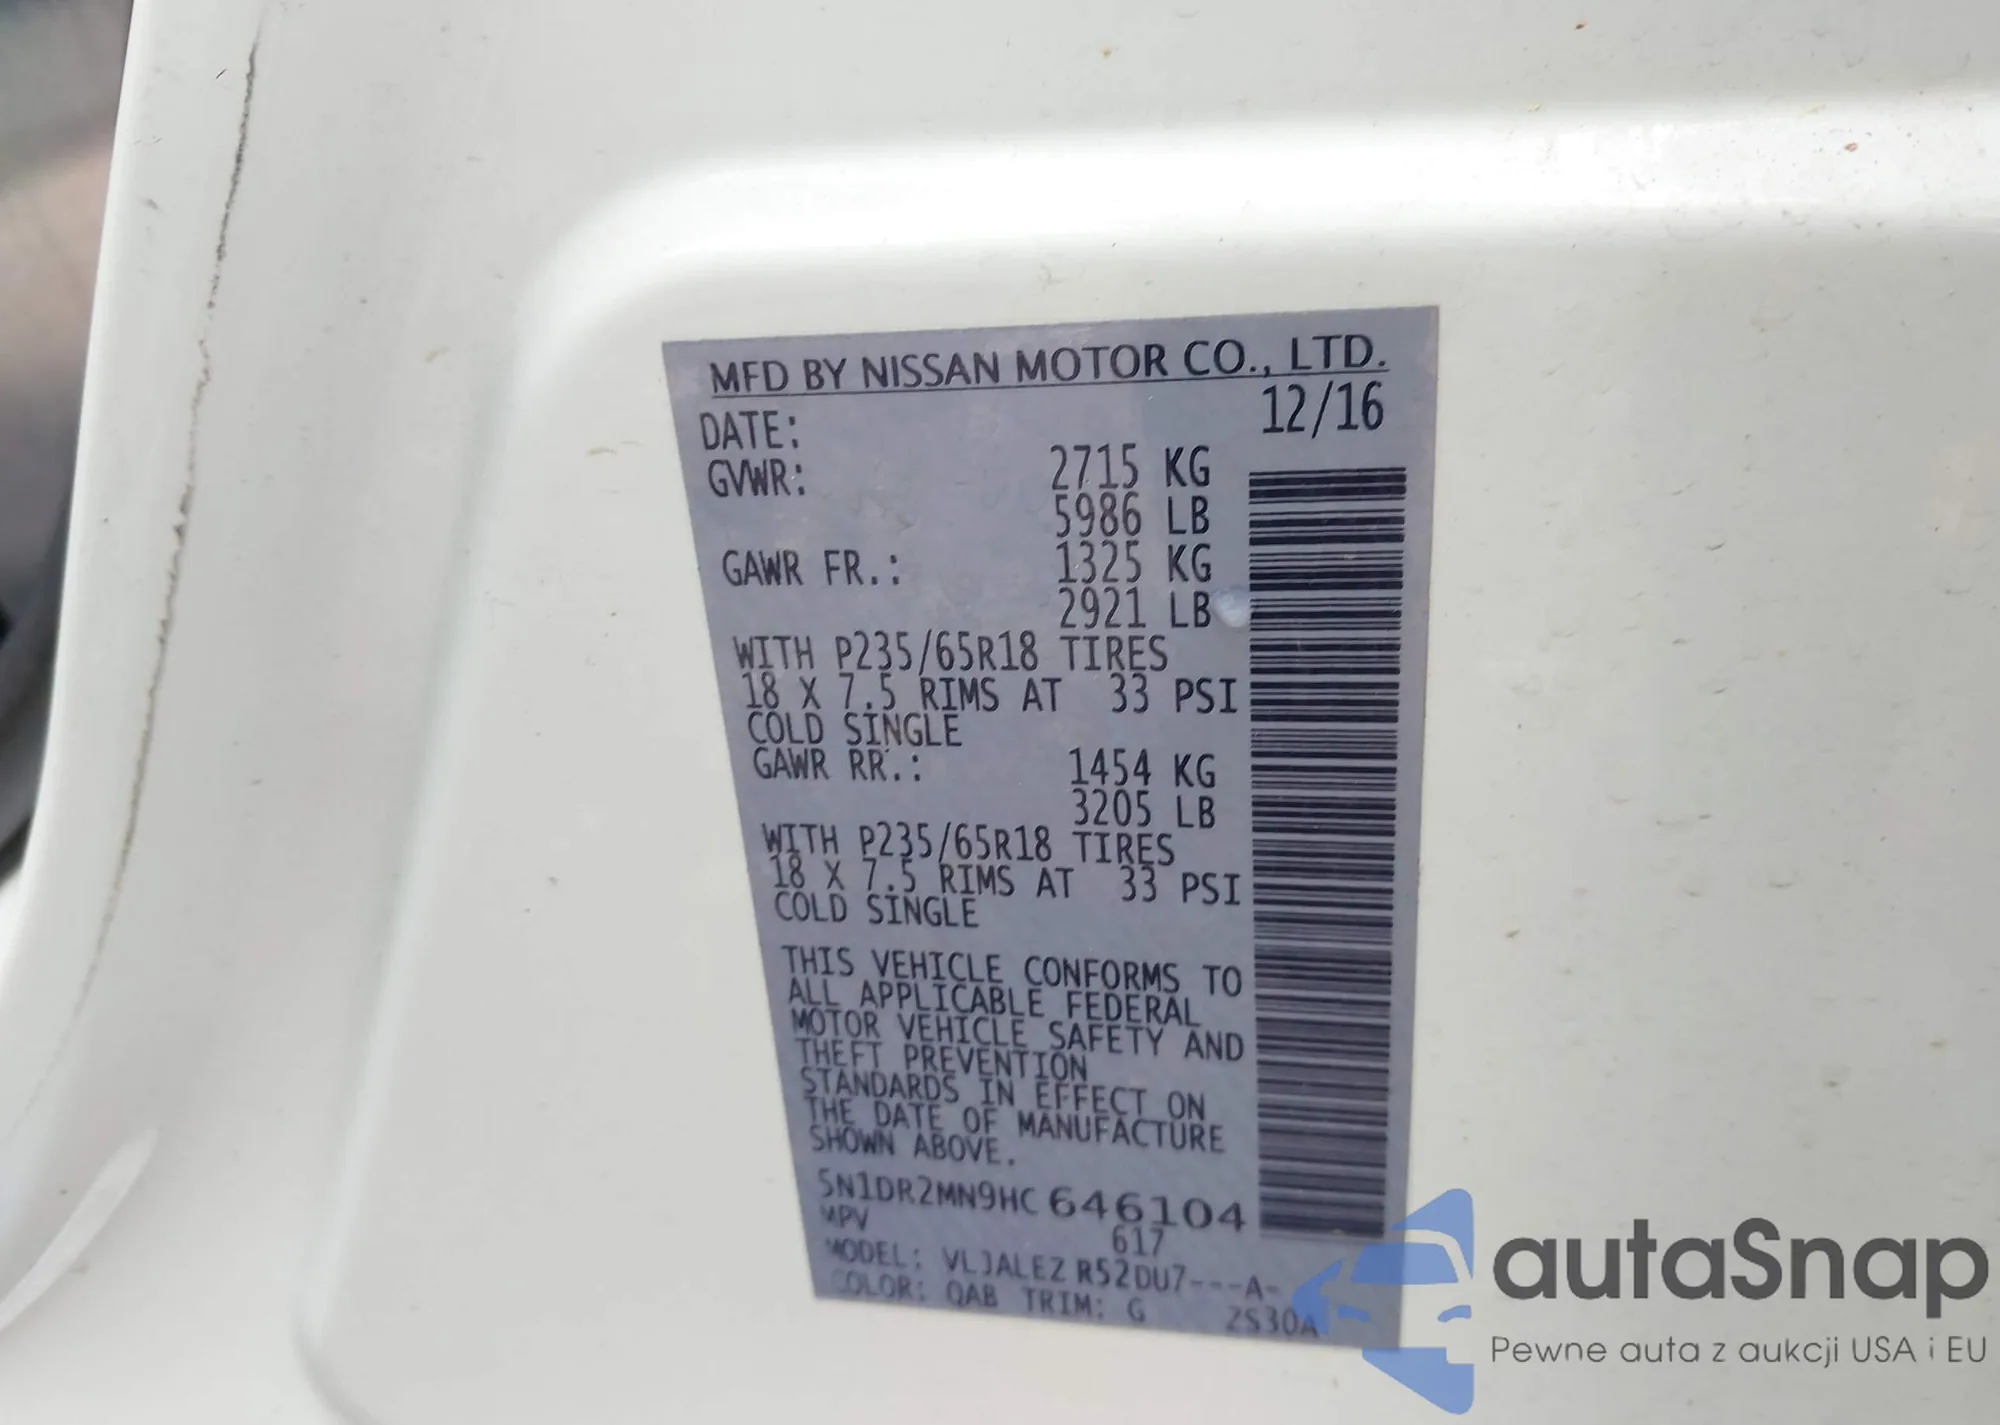 MFD BY NISSAN MOTOR CO., LTD.
DATE: 12/16
GVWR: 2715 KG
5986 LB
GAWR FR.: 1325 KG
2921 LB
WITH P235/65R18 TIRES
18 X 7.5 RIMS AT 33 PSI
COLD SINGLE
GAWR RR.: 1454 KG
3205 LB
WITH P235/65R18 TIRES
18 X 7.5 RIMS AT 33 PSI
COLD SINGLE
THIS VEHICLE CONFORMS TO
ALL APPLICABLE FEDERAL
MOTOR VEHICLE SAFETY AND
THEFT PREVENTION
STANDARDS IN EFFECT ON
THE DATE OF MANUFACTURE
SHOWN ABOVE.
5N1DR2MN9HC 646104
MPV 617
MODEL: VLJALEZ R52DU7---A-
COLOR: QAB TRIM: G 2S30A
autaSnap
Pewne auta z aukcji USA i EU